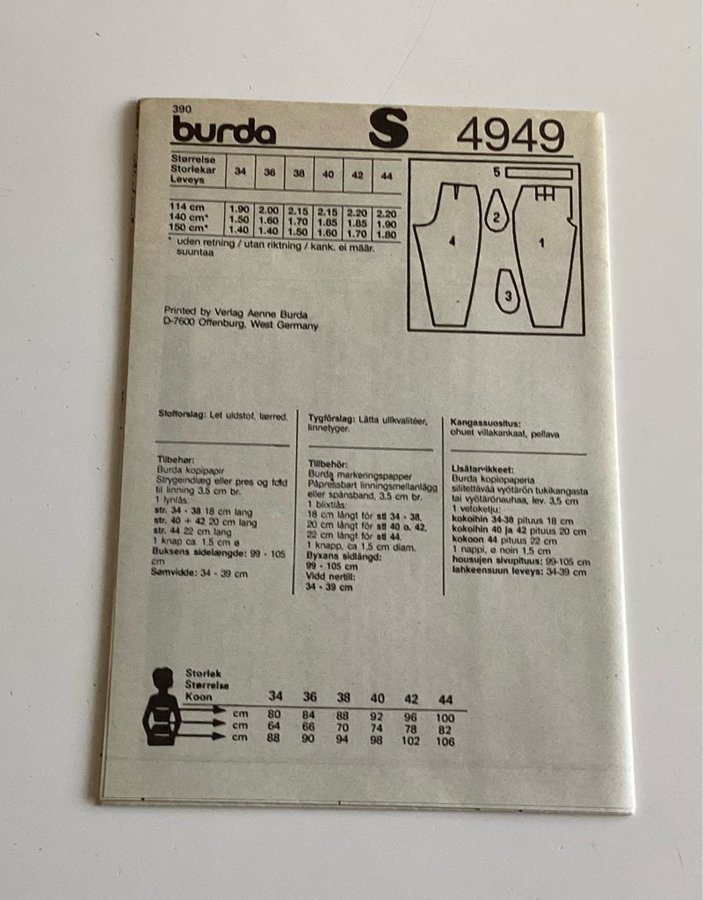 390
burda S 4949
Størrelse
Storlekar
Leveys
34 36 38 40 42 44
114 cm 1.90 2.00 2.15 2.15 2.20 2.20
140 cm* 1.50 1.60 1.70 1.85 1.85 1.90
150 cm* 1.40 1.40 1.50 1.60 1.70 1.80
* uden retning / utan riktning / kank. ei määr.
suuntaa
5
4
2
1
3
Printed by Verlag Aenne Burda
D-7600 Offenburg, West Germany
Stofforslag: Let uldstof, lærred.
Tilbehør:
Burda kopipapir
Strygeindlæg eller pres og fold
til linning 3,5 cm br.
1 lynlås:
str. 34 - 38 18 cm lang
str. 40 + 42 20 cm lang
str. 44 22 cm lang
1 knap ca. 1,5 cm ø
Buksens sidelængde: 99 - 105
cm
Sømvidde: 34 - 39 cm
Tygförslag: Lätta ullkvalitéer,
linnetyger.
Tillbehör:
Burda markeringspapper
Påpressbart linningsmellanlägg
eller spånsband, 3,5 cm br.
1 blixtlås:
18 cm långt för stl 34 - 38.
20 cm långt för stl 40 o. 42.
22 cm långt för stl 44.
1 knapp, ca 1,5 cm diam.
Byxans sidlängd:
99 - 105 cm
Vidd nertill:
34 - 39 cm
Kangassuositus:
ohuet villakankaat, pellava
Lisätarvikkeet:
Burda kopiopaperia
silitettävää vyötärön tukikangasta
tai vyötärönauhaa, lev. 3,5 cm
1 vetoketju:
kokoihin 34-38 pituus 18 cm
kokoihin 40 ja 42 pituus 20 cm
kokoon 44 pituus 22 cm
1 nappi, ø noin 1,5 cm
housujen sivupituus: 99-105 cm
lahkeensuun leveys: 34-39 cm
Storlek
Størrelse
Koon 34 36 38 40 42 44
cm 80 84 88 92 96 100
cm 64 66 70 74 78 82
cm 88 90 94 98 102 106